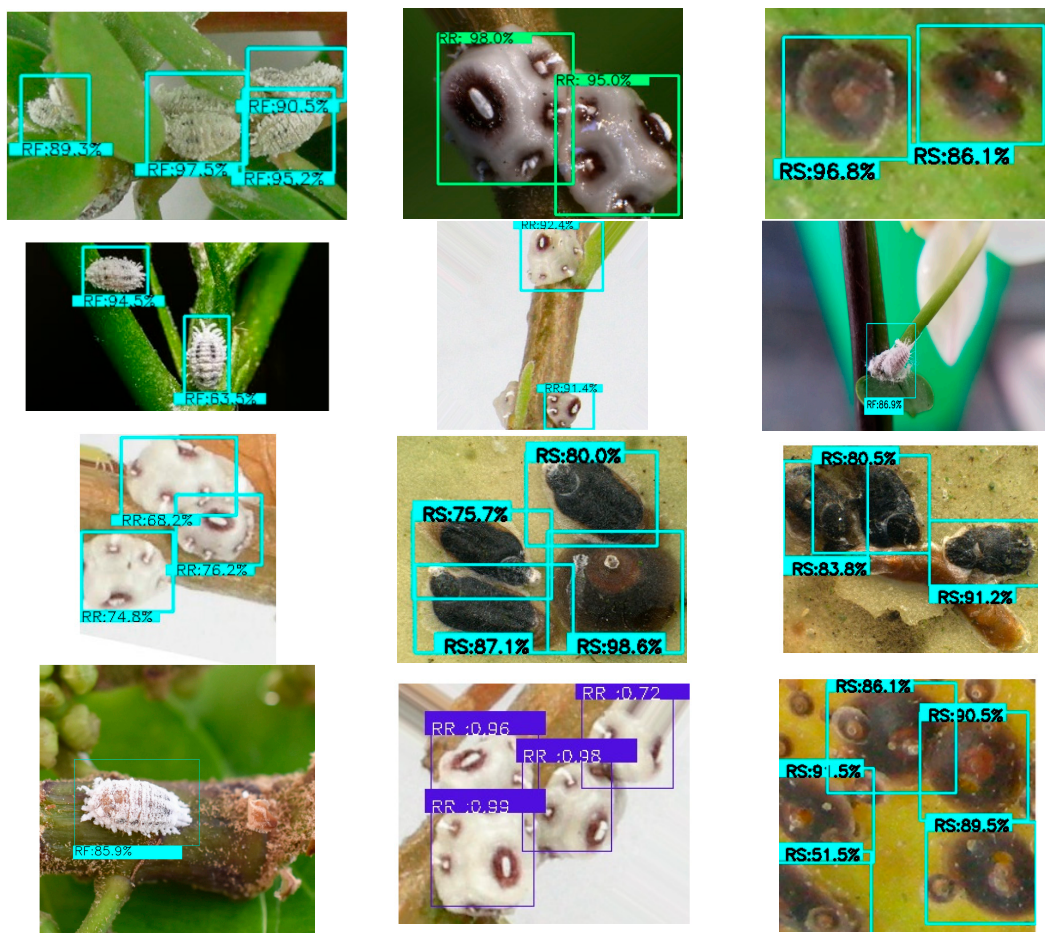 RF:89.3%
RF:97.5%
RF:90.5%
RF:95.2%
RR: 98.0%
RR: 95.0%
RS:96.8%
RS:86.1%
RF:94.5%
RF:63.5%
RR:92.4%
RR:91.4%
RF:86.9%
RR:68.2%
RR:76.2%
RR:74.8%
RS:80.0%
RS:75.7%
RS:87.1%
RS:98.6%
RS:80.5%
RS:83.8%
RS:91.2%
RF:85.9%
RR :0.72
RR :0.96
RR :0.98
RR :0.99
RS:86.1%
RS:90.5%
RS:91.5%
RS:89.5%
RS:51.5%